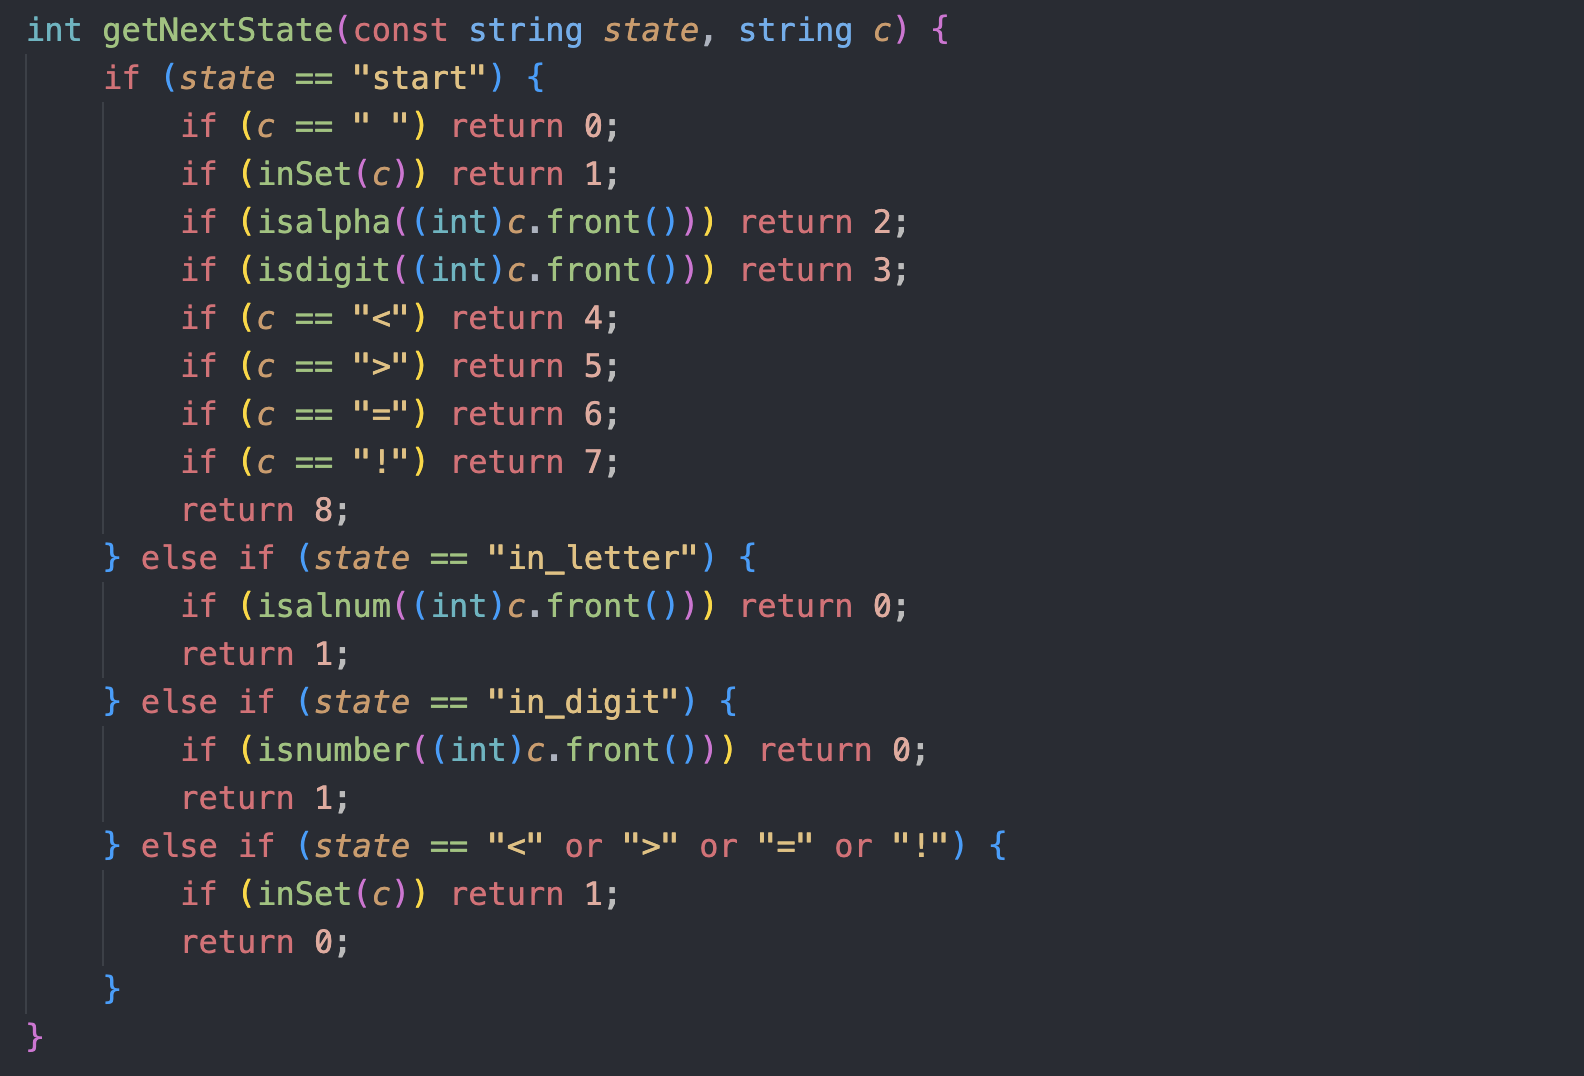 int getNextState(const string state, string c) {
    if (state == "start") {
        if (c == " ") return 0;
        if (inSet(c)) return 1;
        if (isalpha((int)c.front())) return 2;
        if (isdigit((int)c.front())) return 3;
        if (c == "<") return 4;
        if (c == ">") return 5;
        if (c == "=") return 6;
        if (c == "!") return 7;
        return 8;
    } else if (state == "in_letter") {
        if (isalnum((int)c.front())) return 0;
        return 1;
    } else if (state == "in_digit") {
        if (isnumber((int)c.front())) return 0;
        return 1;
    } else if (state == "<" or ">" or "=" or "!") {
        if (inSet(c)) return 1;
        return 0;
    }
}